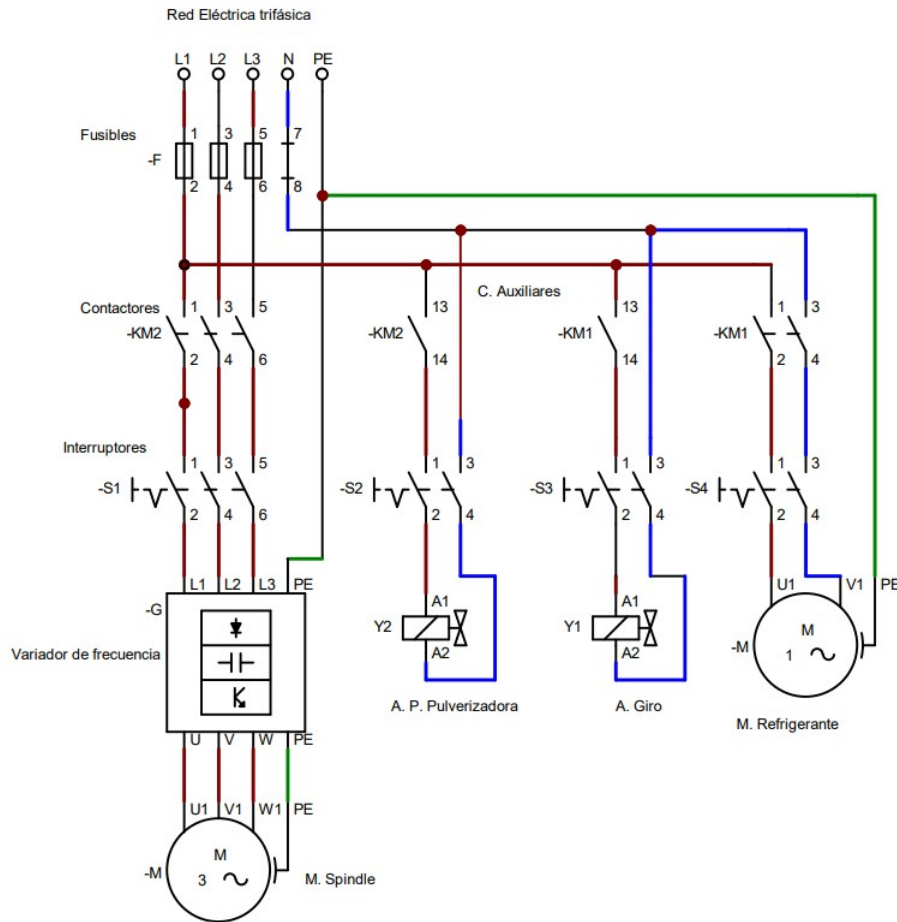 Red Eléctrica trifásica
L1 L2 L3 N PE
Fusibles
1 3 5 7
-F
2 4 6 8
C. Auxiliares
Contactores
1 3 5 13 13 1 3
-KM2 -KM2 -KM1 -KM1
2 4 6 14 14 2 4
Interruptores
1 3 5 1 3 1 3 1 3
-S1 -S2 -S3 -S4
2 4 6 2 4 2 4 2 4
L1 L2 L3 PE U1 V1 PE
-G A1 A1
Y2 Y1 M
Variador de frecuencia -M 1
A2 A2
A. P. Pulverizadora A. Giro
M. Refrigerante
U V W PE
U1 V1 W1 PE
M
-M 3 M. Spindle